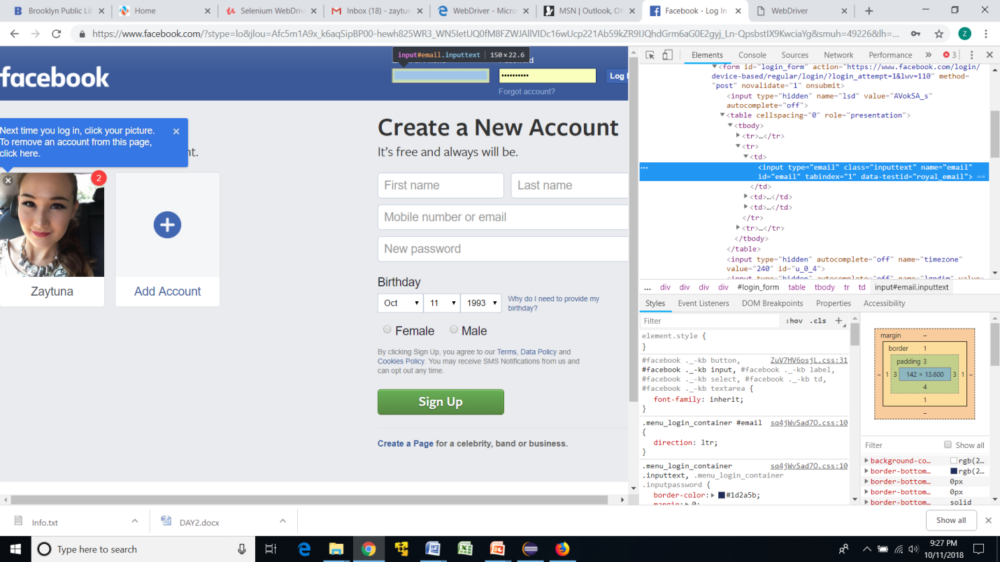 Brooklyn Public Lib
Home
Selenium WebDrive
Inbox (18) - zaytun
WebDriver - Micro
MSN | Outlook, Of
Facebook - Log In
WebDriver
https://www.facebook.com/?stype=lo&jlou=
Z
input#email.inputtext | 150 × 22.6
facebook
••••••••••
Log I
Forgot account?
Next time you log in, click your picture.
To remove an account from this page,
click here.
nt.
2
Zaytuna
Add Account
Create a New Account
It's free and always will be.
First name
Last name
Mobile number or email
New password
Birthday
Oct
11
1993
Why do I need to provide my
birthday?
Female
Male
By clicking Sign Up, you agree to our Terms, Data Policy and
Cookies Policy. You may receive SMS Notifications from us and
can opt out any time.
Sign Up
Create a Page for a celebrity, band or business.
Elements Console Sources Network Performance » 3
<form id="login_form" action="https://www.facebook.com/login/
device-based/regular/login/?login_attempt=1&lwv=110" method=
"post" novalidate="1" onsubmit>
<input type="hidden" name="lsd" value="AVokSA_s"
autocomplete="off">
<table cellspacing="0" role="presentation">
<tbody>
<tr>…</tr>
<tr>
<td>
<input type="email" class="inputtext" name="email"
id="email" tabindex="1" data-testid="royal_email"> ==
</td>
<td>…</td>
<td>…</td>
</tr>
<tr>…</tr>
</tbody>
</table>
<input type="hidden" autocomplete="off" name="timezone"
value="240" id="u_0_4">
<input type="hidden" autocomplete="off" name="lgndim" value=
... div div div div #login_form table tbody tr td input#email.inputtext
Styles Event Listeners DOM Breakpoints Properties Accessibility
Filter :hov .cls +
element.style {
}
#facebook ._-kb button, ZuV7HV6osjL.css:31
#facebook ._-kb input, #facebook ._-kb label,
#facebook ._-kb select, #facebook ._-kb td,
#facebook ._-kb textarea {
font-family: inherit;
}
.menu_login_container #email sq4jWvSad7O.css:10
{
direction: ltr;
}
.menu_login_container sq4jWvSad7O.css:10
.inputtext, .menu_login_container
.inputpassword {
border-color: #1d2a5b;
margin: 0;
margin –
border 1
padding 3
– 1 3 142 × 13.600 3 1 –
4
1
–
Filter Show all
background-co… rgb(2…
border-bottom… rgb(2…
border-bottom… 0px
border-bottom… 0px
border-bottom… solid
Info.txt
DAY2.docx
Show all
Type here to search
9:27 PM
10/11/2018